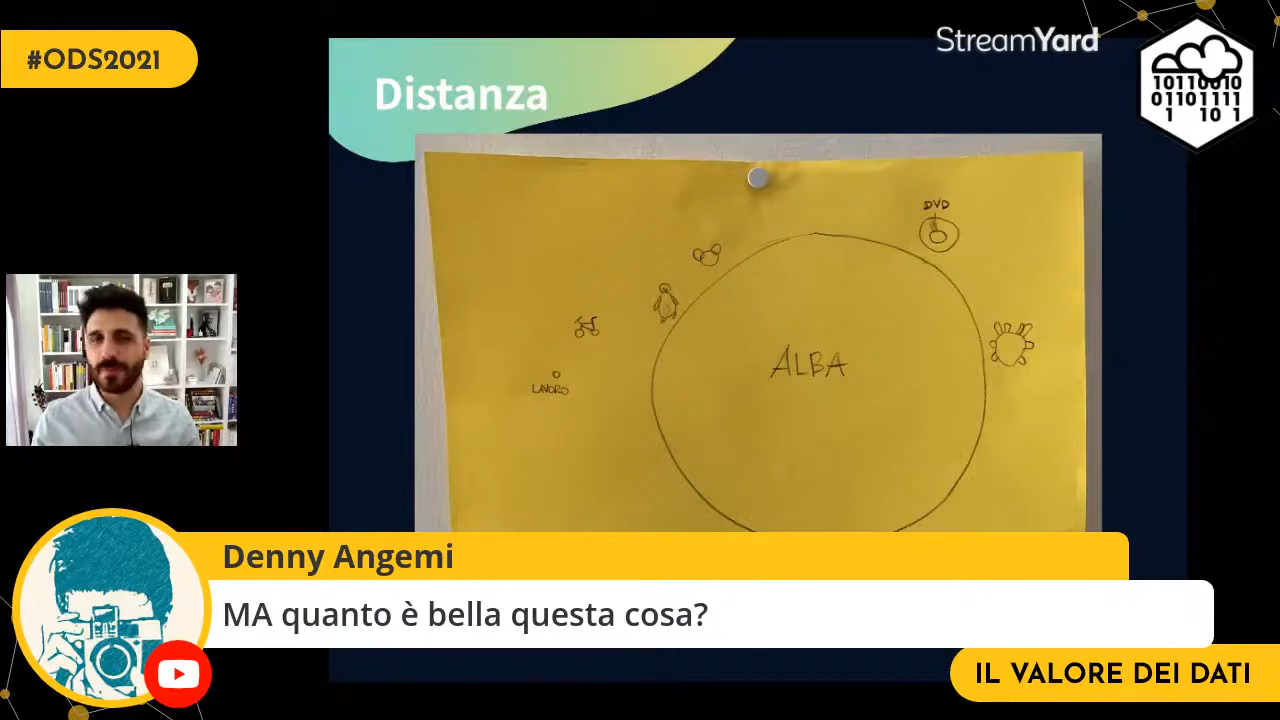 #ODS2021
StreamYard
10110010
01101111
1 10 1
Distanza
DVD
ALBA
LAVORO
Denny Angemi
MA quanto è bella questa cosa?
IL VALORE DEI DATI